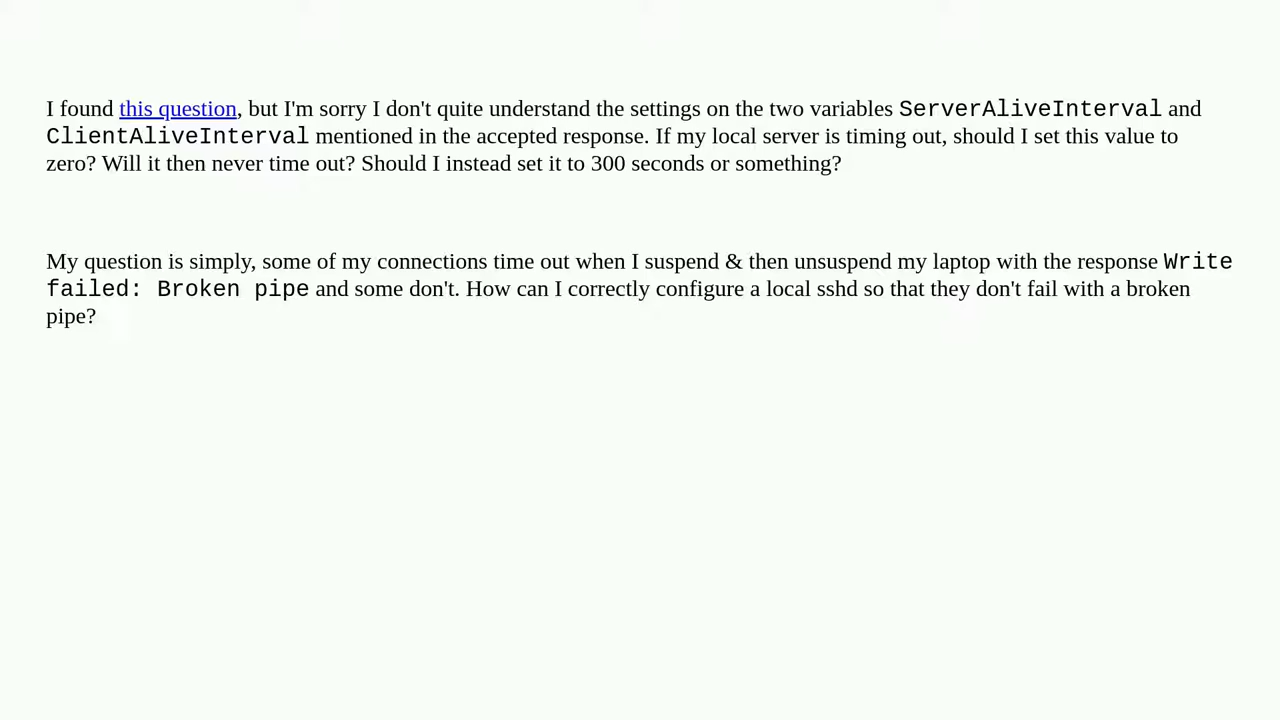 I found this question, but I'm sorry I don't quite understand the settings on the two variables ServerAliveInterval and
ClientAliveInterval mentioned in the accepted response. If my local server is timing out, should I set this value to
zero? Will it then never time out? Should I instead set it to 300 seconds or something?
My question is simply, some of my connections time out when I suspend & then unsuspend my laptop with the response Write
failed: Broken pipe and some don't. How can I correctly configure a local sshd so that they don't fail with a broken
pipe?